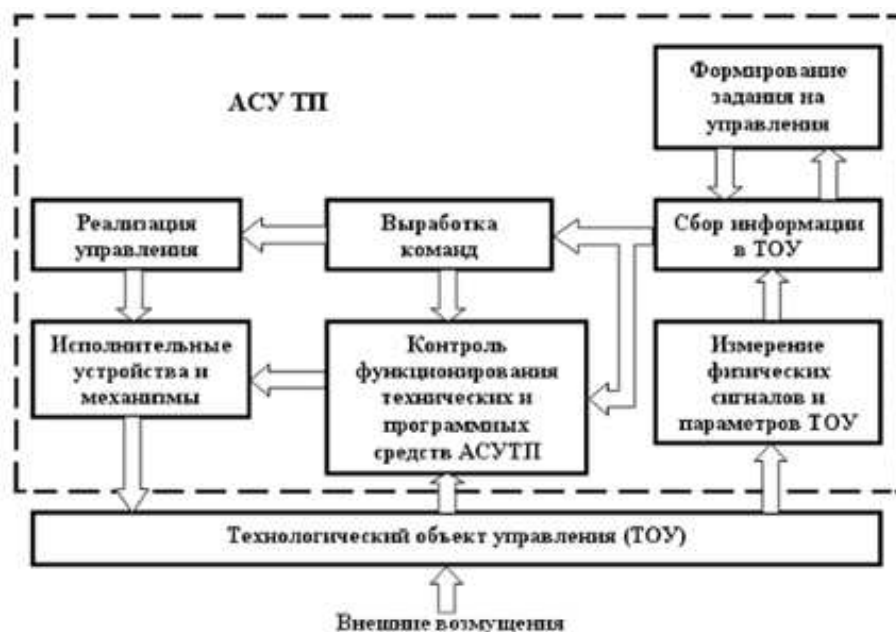 АСУ ТП
Формирование
задания на
управления
Реализация
управления
Выработка
команд
Сбор информации
в ТОУ
Исполнительные
устройства и
механизмы
Контроль
функционирования
технических и
программных
средств АСУТП
Измерение
физических
сигналов и
параметров ТОУ
Технологический объект управления (ТОУ)
Внешние возмущения